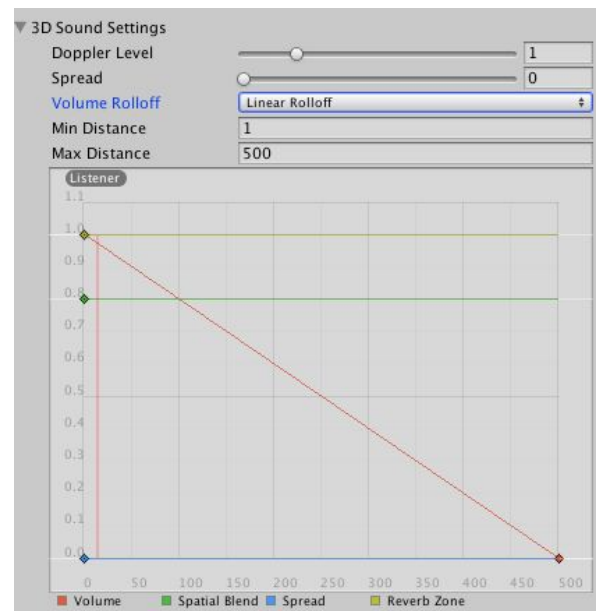 3D Sound Settings
Doppler Level 1
Spread 0
Volume Rolloff Linear Rolloff
Min Distance 1
Max Distance 500
Listener
1.1
1.0
0.9
0.8
0.7
0.6
0.5
0.4
0.3
0.2
0.1
0.0
0 50 100 150 200 250 300 350 400 450 500
Volume Spatial Blend Spread Reverb Zone